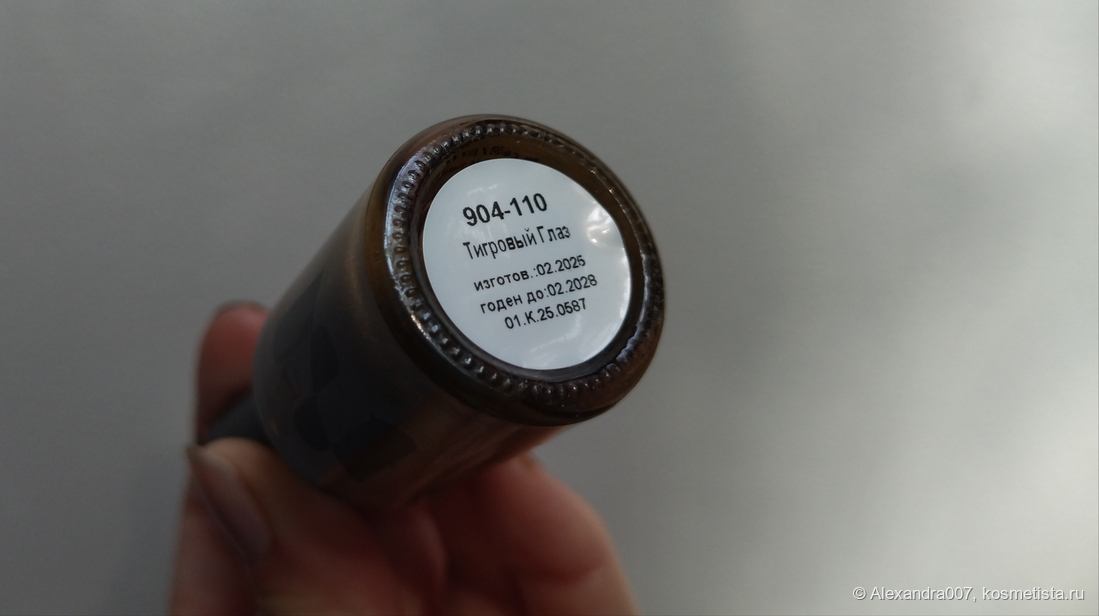 904-110
Тигровый Глаз
изготов.:02.2025
годен до:02.2028
01.К.25.0587
© Alexandra007, kosmetista.ru